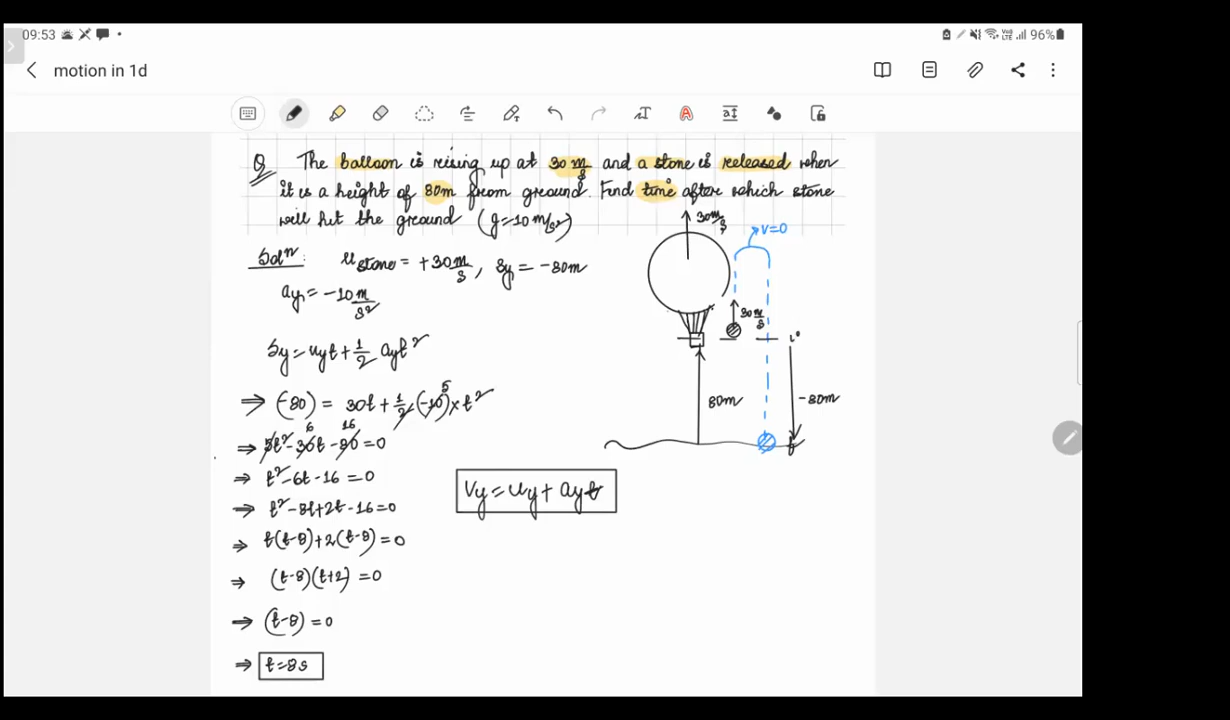 09:53
96%
motion in 1d
Q The balloon is rising up at 30 m/s and a stone is released when
it is a height of 80m from ground. Find time after which stone
will hit the ground (g=10 m/s²)
Solⁿ: u stone = +30 m/s, Sy = -80m
ay = -10 m/s²
Sy = uyt + 1/2 ayt²
⇒ (-80) = 30t + 1/2 (-10) 5 × t²
⇒ 5t² - 30t 6 - 80 16 = 0
⇒ t² - 6t - 16 = 0
⇒ t² - 8t + 2t - 16 = 0
⇒ t(t-8) + 2(t-8) = 0
⇒ (t-8)(t+2) = 0
⇒ (t-8) = 0
⇒ t = 8s
Vy = uy + ayt
30 m/s
V=0
30 m/s
i
80m
-80m
f